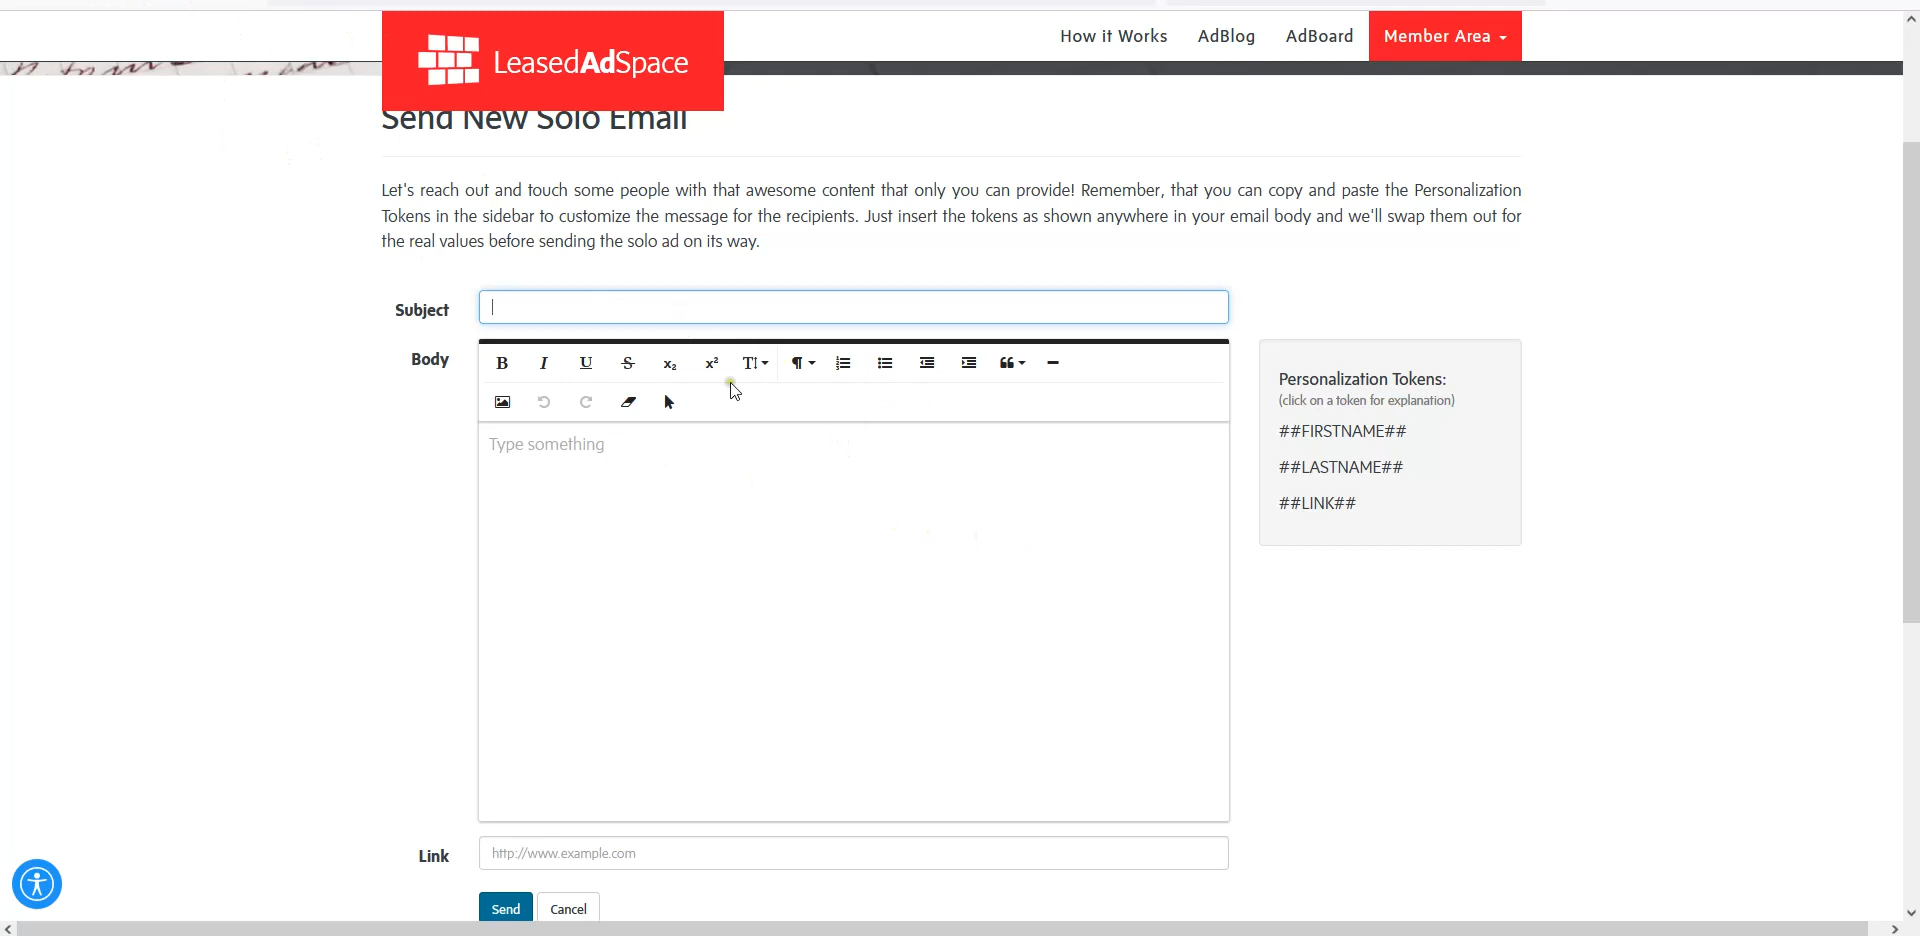 How it Works
AdBlog
AdBoard
Member Area
LeasedAdSpace
Send New Solo Email
Let's reach out and touch some people with that awesome content that only you can provide! Remember, that you can copy and paste the Personalization
Tokens in the sidebar to customize the message for the recipients. Just insert the tokens as shown anywhere in your email body and we'll swap them out for
the real values before sending the solo ad on its way.
Subject
Body
B I U S x₂ x² T
Type something
Personalization Tokens:
(click on a token for explanation)
##FIRSTNAME##
##LASTNAME##
##LINK##
Link
http://www.example.com
Send
Cancel